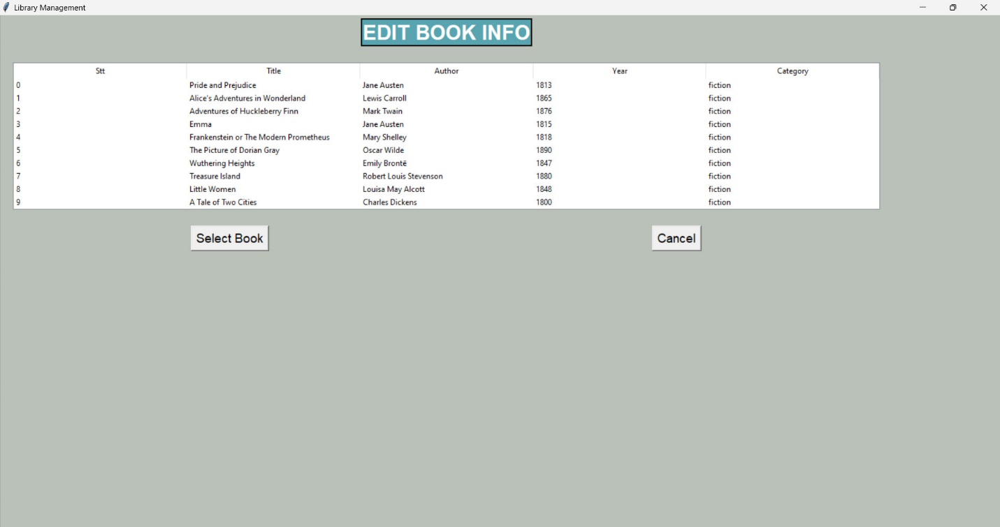 Library Management
EDIT BOOK INFO
Stt Title Author Year Category
0 Pride and Prejudice Jane Austen 1813 fiction
1 Alice's Adventures in Wonderland Lewis Carroll 1865 fiction
2 Adventures of Huckleberry Finn Mark Twain 1876 fiction
3 Emma Jane Austen 1815 fiction
4 Frankenstein or The Modern Prometheus Mary Shelley 1818 fiction
5 The Picture of Dorian Gray Oscar Wilde 1890 fiction
6 Wuthering Heights Emily Brontë 1847 fiction
7 Treasure Island Robert Louis Stevenson 1880 fiction
8 Little Women Louisa May Alcott 1848 fiction
9 A Tale of Two Cities Charles Dickens 1800 fiction
Select Book Cancel